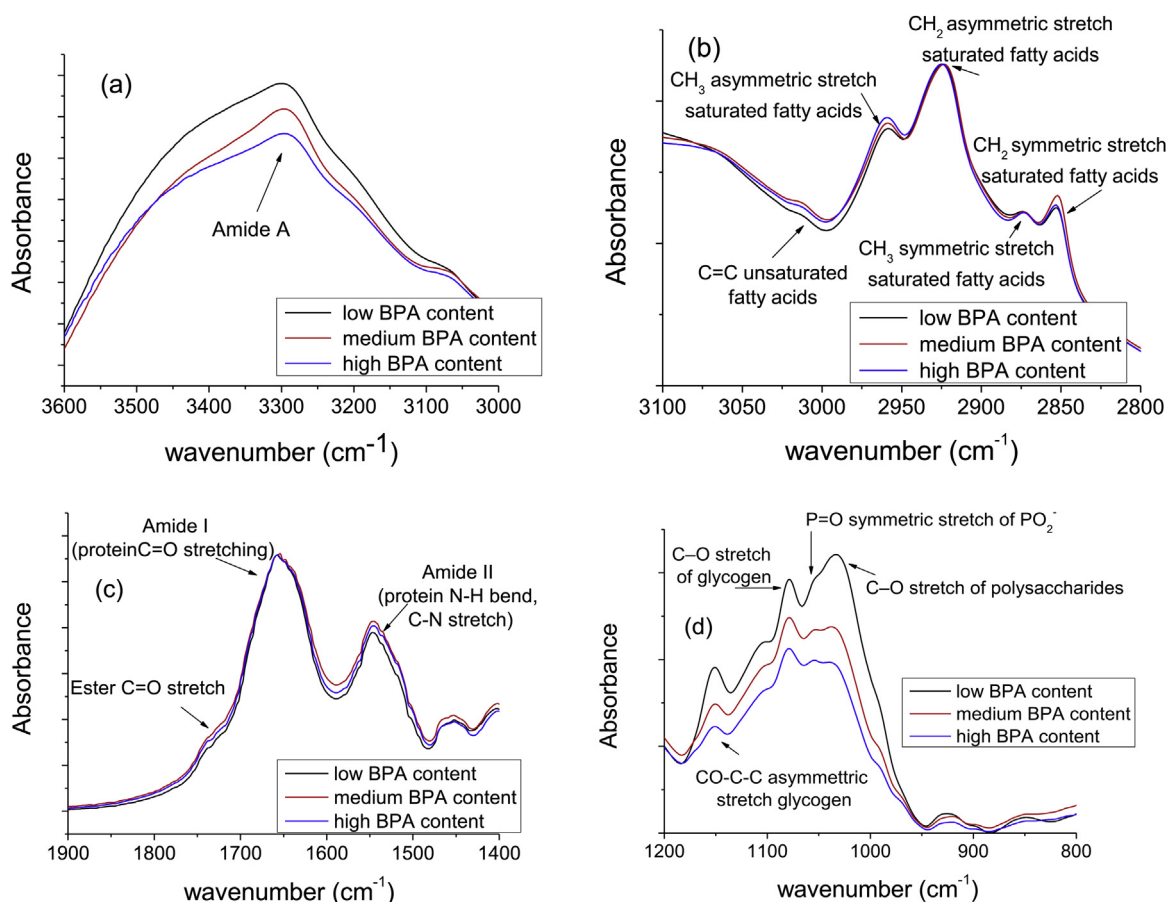 (a)
Absorbance
Amide A
low BPA content
medium BPA content
high BPA content
3600 3500 3400 3300 3200 3100 3000
wavenumber (cm-1)
(b)
Absorbance
CH2 asymmetric stretch
saturated fatty acids
CH3 asymmetric stretch
saturated fatty acids
CH2 symmetric stretch
saturated fatty acids
CH3 symmetric stretch
saturated fatty acids
C=C unsaturated
fatty acids
low BPA content
medium BPA content
high BPA content
3100 3050 3000 2950 2900 2850 2800
wavenumber (cm-1)
(c)
Absorbance
Amide I
(proteinC=O stretching)
Amide II
(protein N-H bend,
C-N stretch)
Ester C=O stretch
low BPA content
medium BPA content
high BPA content
1900 1800 1700 1600 1500 1400
wavenumber (cm-1)
(d)
Absorbance
P=O symmetric stretch of PO2-
C–O stretch
of glycogen
C–O stretch of polysaccharides
low BPA content
medium BPA content
high BPA content
CO-C-C asymmettric
stretch glycogen
1200 1100 1000 900 800
wavenumber (cm-1)